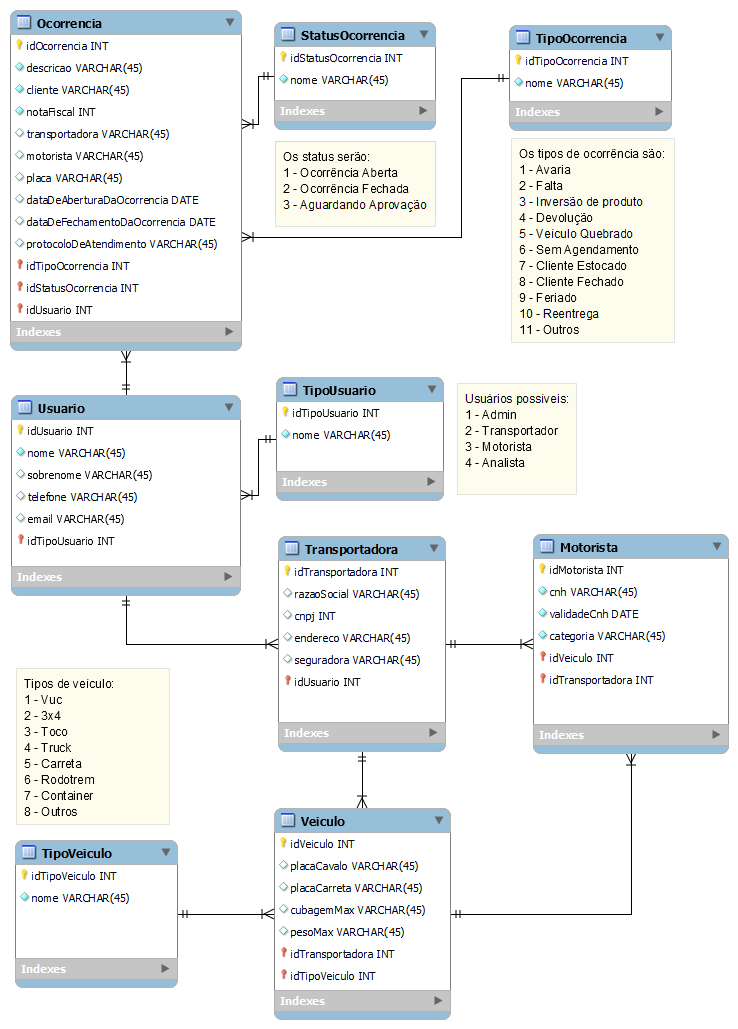 Ocorrencia
idOcorrencia INT
descricao VARCHAR(45)
cliente VARCHAR(45)
notaFiscal INT
transportadora VARCHAR(45)
motorista VARCHAR(45)
placa VARCHAR(45)
dataDeAberturaDaOcorrencia DATE
dataDeFechamentoDaOcorrencia DATE
protocoloDeAtendimento VARCHAR(45)
idTipoOcorrencia INT
idStatusOcorrencia INT
idUsuario INT
Indexes
StatusOcorrencia
idStatusOcorrencia INT
nome VARCHAR(45)
Indexes
TipoOcorrencia
idTipoOcorrencia INT
nome VARCHAR(45)
Indexes
Os status serão:
1 - Ocorrência Aberta
2 - Ocorrência Fechada
3 - Aguardando Aprovação
Os tipos de ocorrência são:
1 - Avaria
2 - Falta
3 - Inversão de produto
4 - Devolução
5 - Veículo Quebrado
6 - Sem Agendamento
7 - Cliente Estocado
8 - Cliente Fechado
9 - Feriado
10 - Reentrega
11 - Outros
Usuario
idUsuario INT
nome VARCHAR(45)
sobrenome VARCHAR(45)
telefone VARCHAR(45)
email VARCHAR(45)
idTipoUsuario INT
Indexes
TipoUsuario
idTipoUsuario INT
nome VARCHAR(45)
Indexes
Usuários possiveis:
1 - Admin
2 - Transportador
3 - Motorista
4 - Analista
Transportadora
idTransportadora INT
razaoSocial VARCHAR(45)
cnpj INT
endereco VARCHAR(45)
seguradora VARCHAR(45)
idUsuario INT
Indexes
Motorista
idMotorista INT
cnh VARCHAR(45)
validadeCnh DATE
categoria VARCHAR(45)
idVeiculo INT
idTransportadora INT
Indexes
Tipos de veiculo:
1 - Vuc
2 - 3x4
3 - Toco
4 - Truck
5 - Carreta
6 - Rodotrem
7 - Container
8 - Outros
TipoVeiculo
idTipoVeiculo INT
nome VARCHAR(45)
Indexes
Veiculo
idVeiculo INT
placaCavalo VARCHAR(45)
placaCarreta VARCHAR(45)
cubagemMax VARCHAR(45)
pesoMax VARCHAR(45)
idTransportadora INT
idTipoVeiculo INT
Indexes